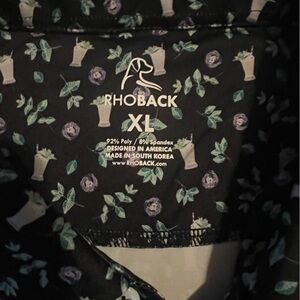 RHOBACK
XL
92% Poly / 8% Spandex
DESIGNED IN AMERICA
MADE IN SOUTH KOREA
www.RHOBACK.com